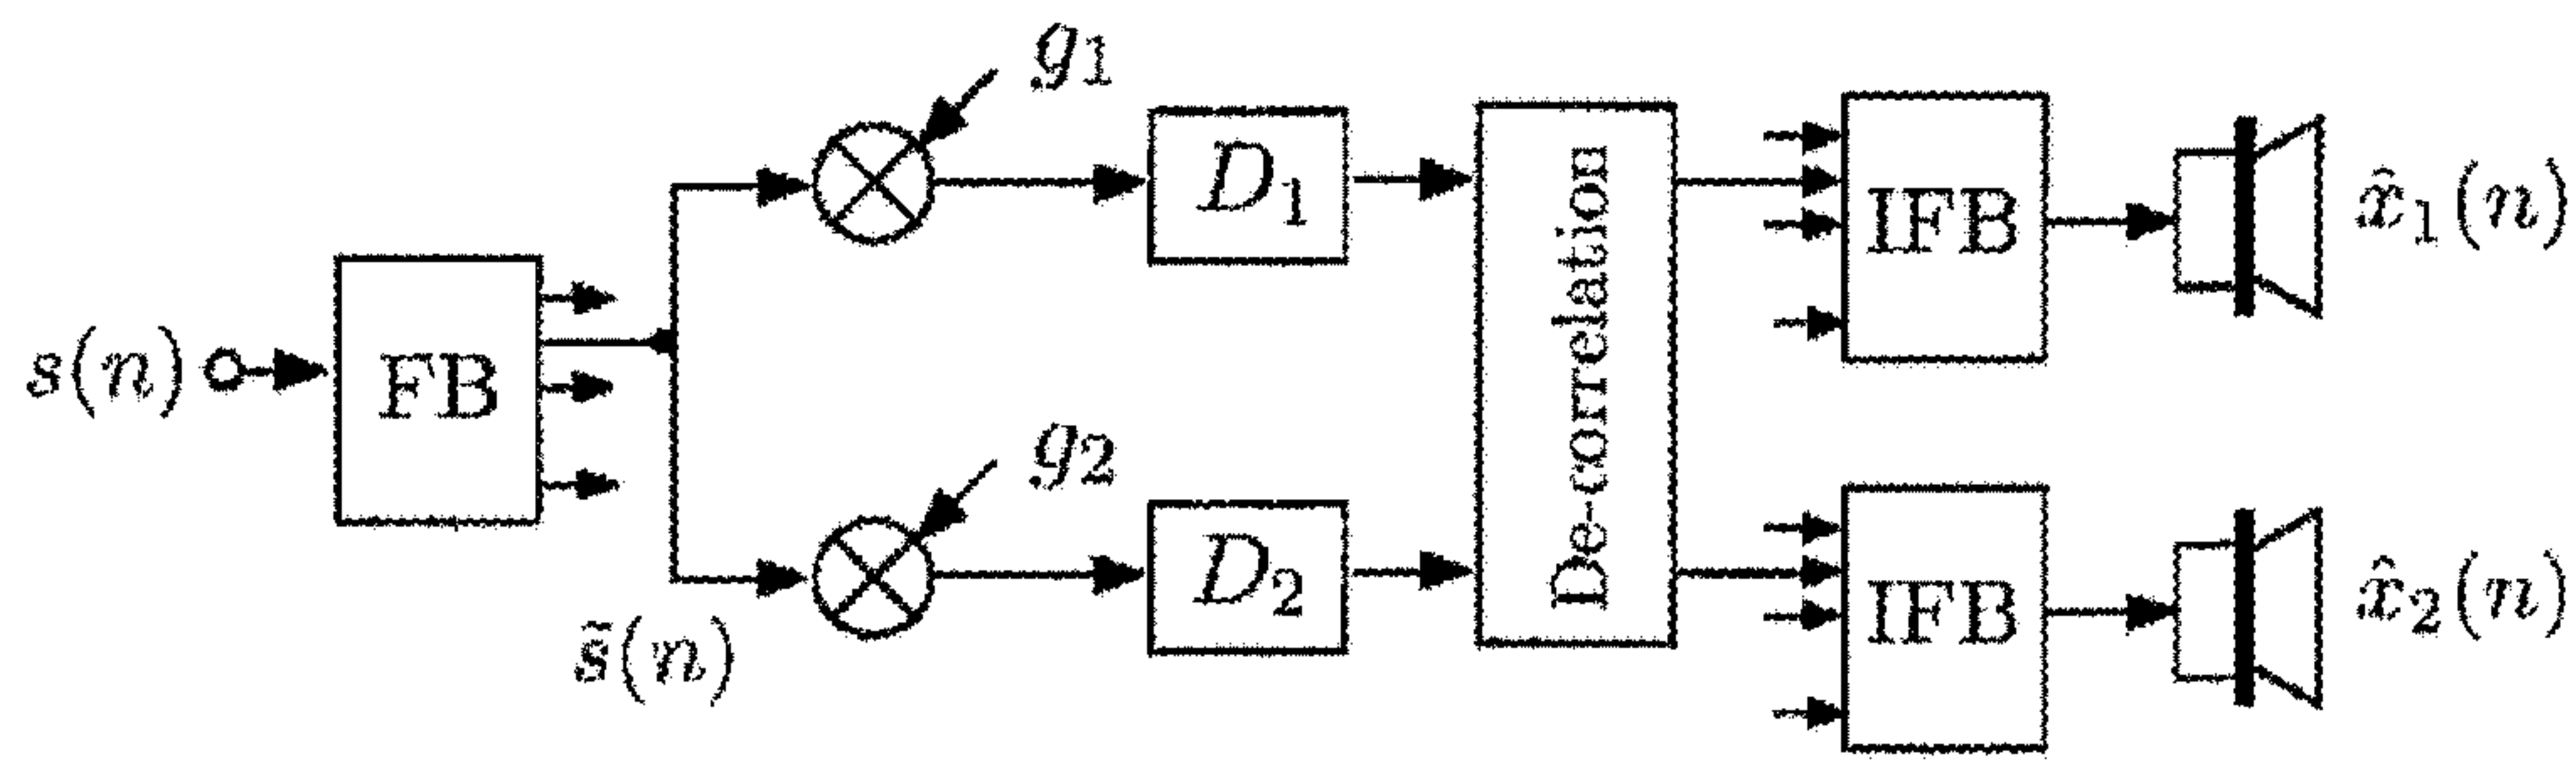 s(n)
FB
s̃(n)
g₁
g₂
D₁
D₂
De-correlation
IFB
IFB
x̂₁(n)
x̂₂(n)